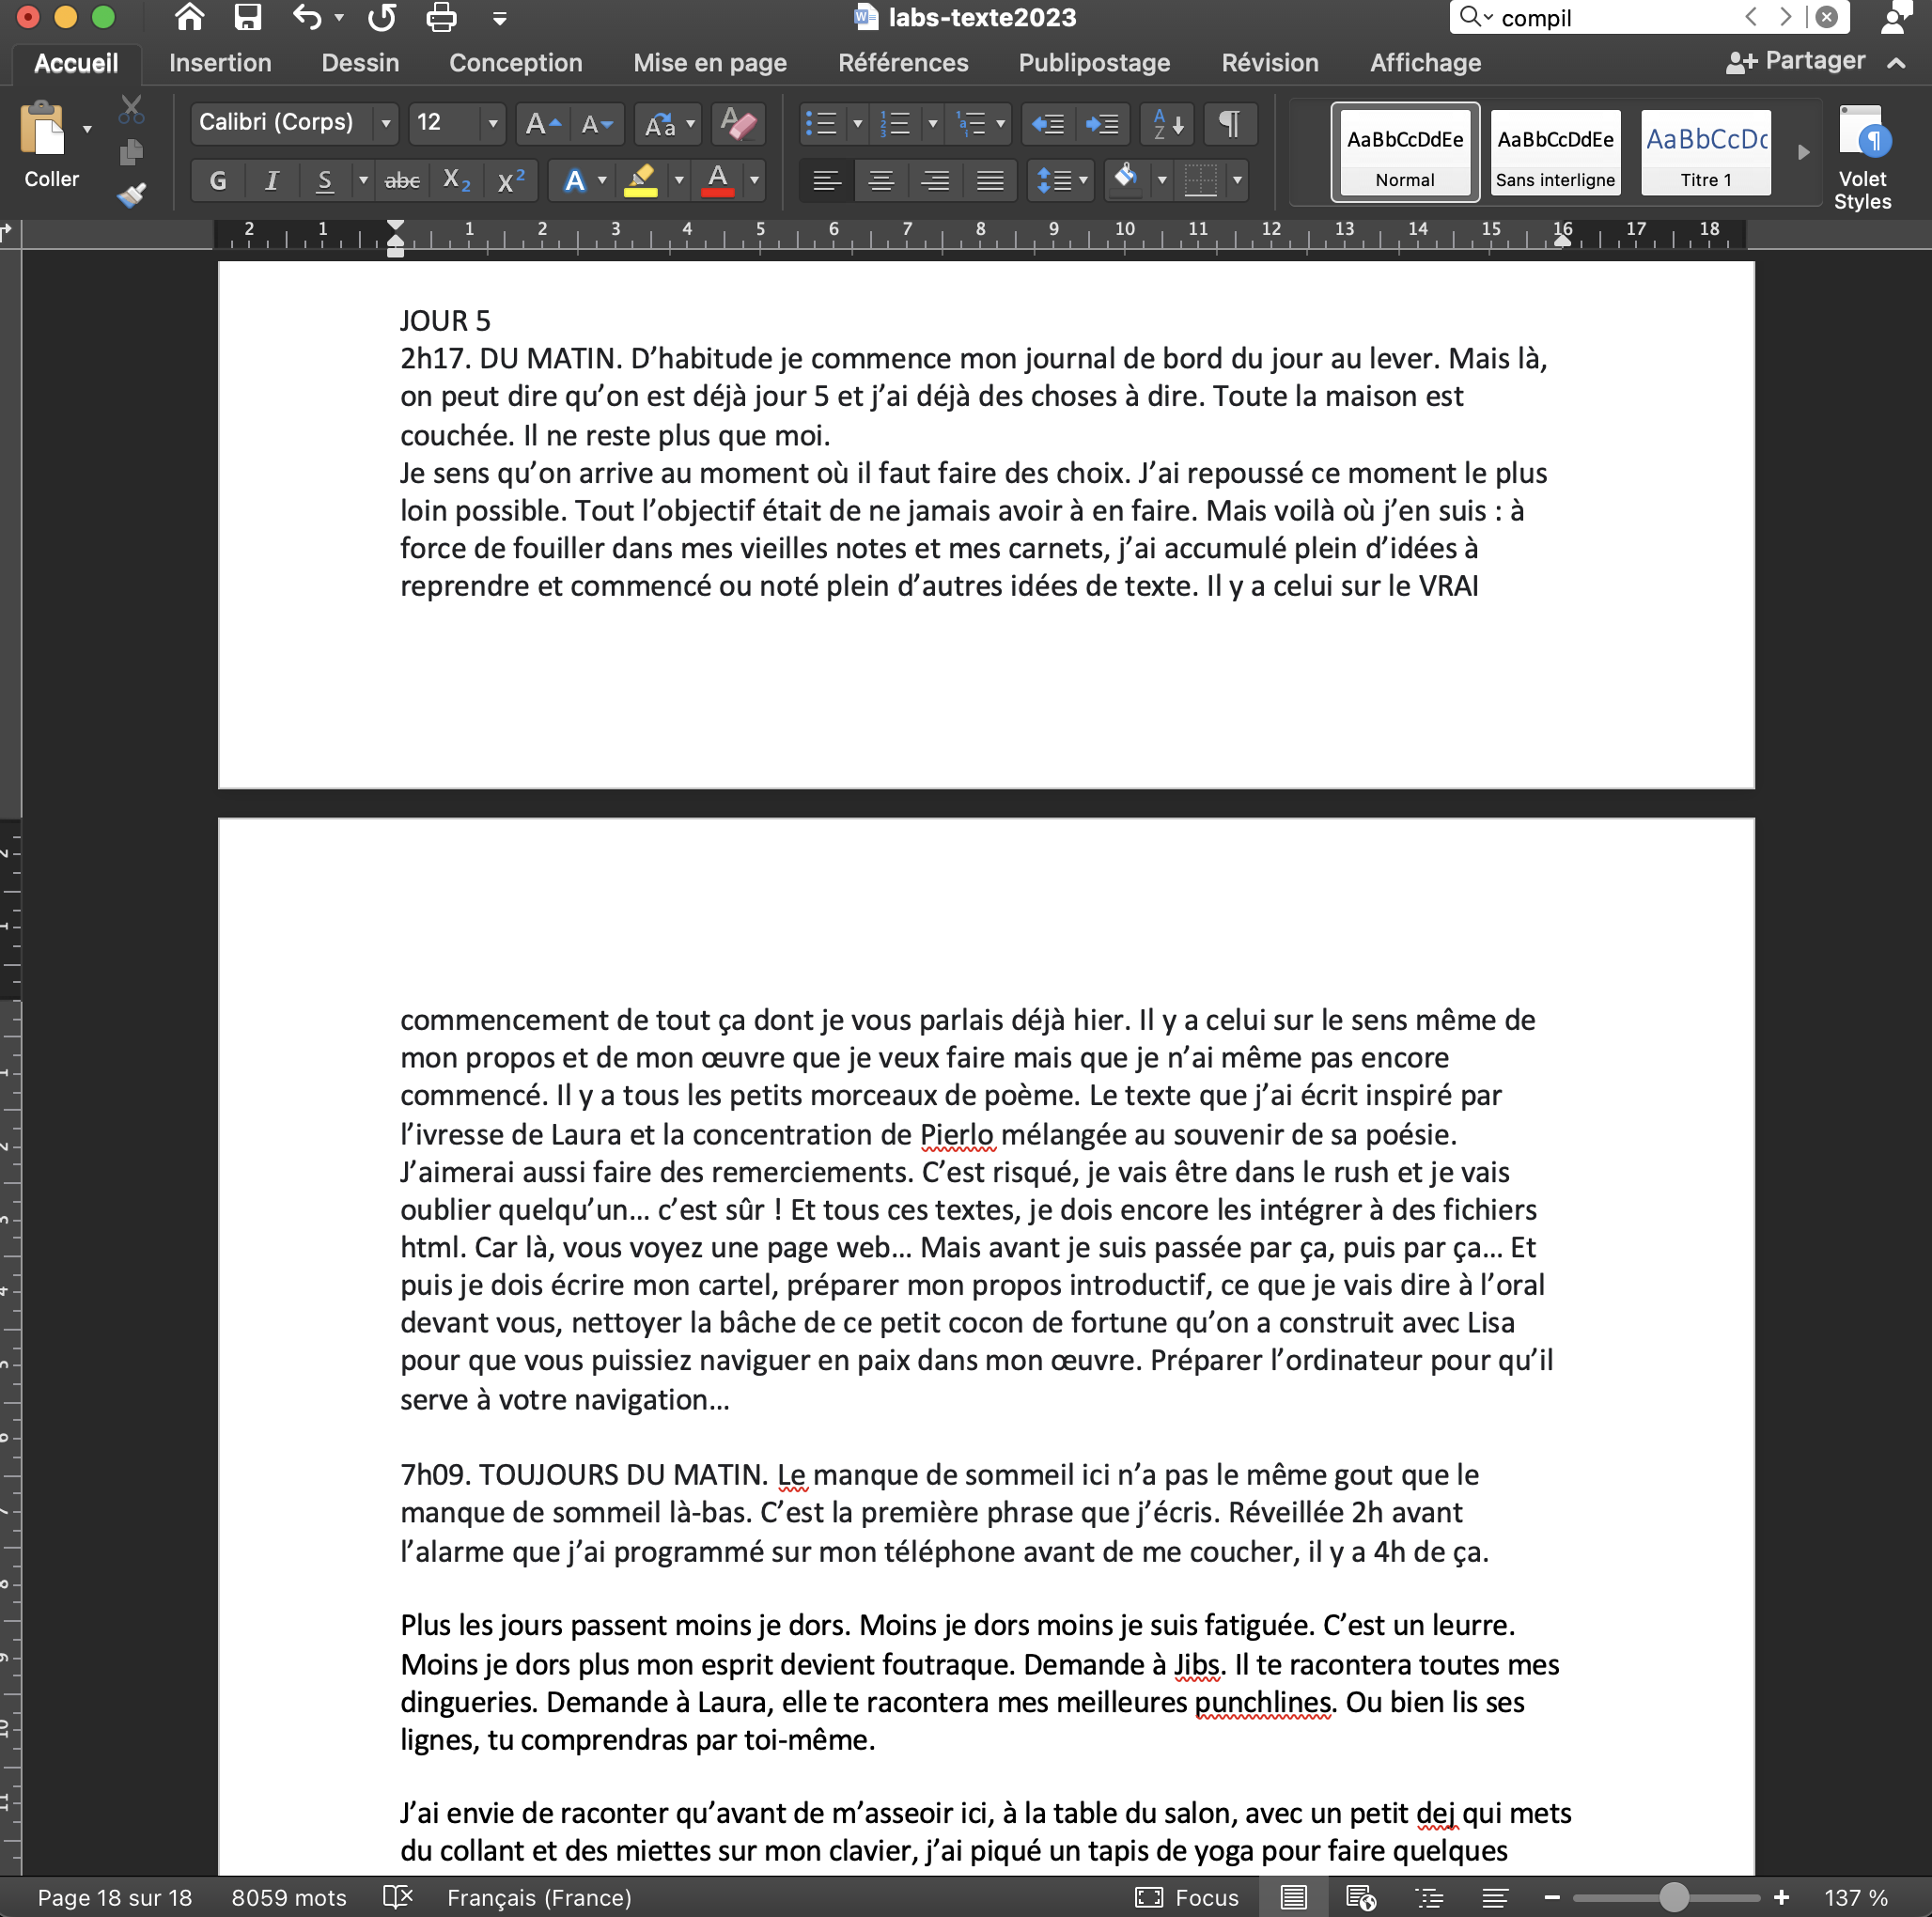 labs-texte2023
compil
Accueil Insertion Dessin Conception Mise en page Références Publipostage Révision Affichage Partager
Coller
Calibri (Corps) 12
G I S abc X2 X2 A A
AaBbCcDdEe AaBbCcDdEe AaBbCcDc
Normal Sans interligne Titre 1
Volet
Styles
2 1 1 2 3 4 5 6 7 8 9 10 11 12 13 14 15 16 17 18
JOUR 5
2h17. DU MATIN. D’habitude je commence mon journal de bord du jour au lever. Mais là,
on peut dire qu’on est déjà jour 5 et j’ai déjà des choses à dire. Toute la maison est
couchée. Il ne reste plus que moi.
Je sens qu’on arrive au moment où il faut faire des choix. J’ai repoussé ce moment le plus
loin possible. Tout l’objectif était de ne jamais avoir à en faire. Mais voilà où j’en suis : à
force de fouiller dans mes vieilles notes et mes carnets, j’ai accumulé plein d’idées à
reprendre et commencé ou noté plein d’autres idées de texte. Il y a celui sur le VRAI
commencement de tout ça dont je vous parlais déjà hier. Il y a celui sur le sens même de
mon propos et de mon œuvre que je veux faire mais que je n’ai même pas encore
commencé. Il y a tous les petits morceaux de poème. Le texte que j’ai écrit inspiré par
l’ivresse de Laura et la concentration de Pierlo mélangée au souvenir de sa poésie.
J’aimerai aussi faire des remerciements. C’est risqué, je vais être dans le rush et je vais
oublier quelqu’un... c’est sûr ! Et tous ces textes, je dois encore les intégrer à des fichiers
html. Car là, vous voyez une page web... Mais avant je suis passée par ça, puis par ça... Et
puis je dois écrire mon cartel, préparer mon propos introductif, ce que je vais dire à l’oral
devant vous, nettoyer la bâche de ce petit cocon de fortune qu’on a construit avec Lisa
pour que vous puissiez naviguer en paix dans mon œuvre. Préparer l’ordinateur pour qu’il
serve à votre navigation...
7h09. TOUJOURS DU MATIN. Le manque de sommeil ici n’a pas le même gout que le
manque de sommeil là-bas. C’est la première phrase que j’écris. Réveillée 2h avant
l’alarme que j’ai programmé sur mon téléphone avant de me coucher, il y a 4h de ça.
Plus les jours passent moins je dors. Moins je dors moins je suis fatiguée. C’est un leurre.
Moins je dors plus mon esprit devient foutraque. Demande à Jibs. Il te racontera toutes mes
dingueries. Demande à Laura, elle te racontera mes meilleures punchlines. Ou bien lis ses
lignes, tu comprendras par toi-même.
J’ai envie de raconter qu’avant de m’asseoir ici, à la table du salon, avec un petit dej qui mets
du collant et des miettes sur mon clavier, j’ai piqué un tapis de yoga pour faire quelques
Page 18 sur 18 8059 mots Français (France) Focus 137 %